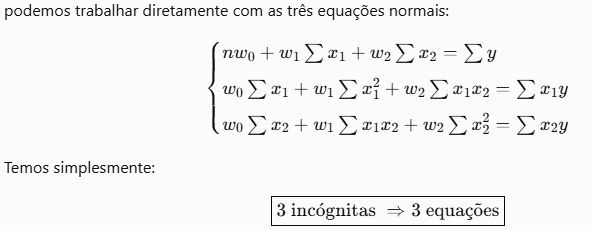 podemos trabalhar diretamente com as três equações normais:
nw₀ + w₁ ∑ x₁ + w₂ ∑ x₂ = ∑ y
w₀ ∑ x₁ + w₁ ∑ x₁² + w₂ ∑ x₁x₂ = ∑ x₁y
w₀ ∑ x₂ + w₁ ∑ x₁x₂ + w₂ ∑ x₂² = ∑ x₂y
Temos simplesmente:
3 incógnitas ⇒ 3 equações